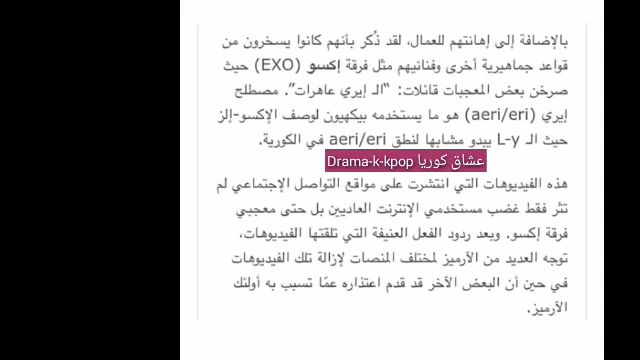 بالإضافة إلى إهانتهم للعمال، لقد ذُكر بأنهم كانوا يسخرون من
قواعد جماهيرية أخرى وفنانيهم مثل فرقة إكسو (EXO) حيث
صرخن بعض المعجبات قائلات: "الـ إيري عاهرات". مصطلح
إيري (aeri/eri) هو ما يستخدمه بيكهيون لوصف الإكسو-إلز
حيث الـ L-y يبدو مشابها لنطق aeri/eri في الكورية.
عشاق كوريا Drama-k-kpop
هذه الفيديوهات التي انتشرت على مواقع التواصل الإجتماعي لم
تثر فقط غضب مستخدمي الإنترنت العاديين بل حتى معجبي
فرقة إكسو. وبعد ردود الفعل العنيفة التي تلقتها الفيديوهات،
توجه العديد من الآرميز لمختلف المنصات لإزالة تلك الفيديوهات
في حين أن البعض الآخر قد قدم اعتذاره عمّا تسبب به أولئك
الآرميز.